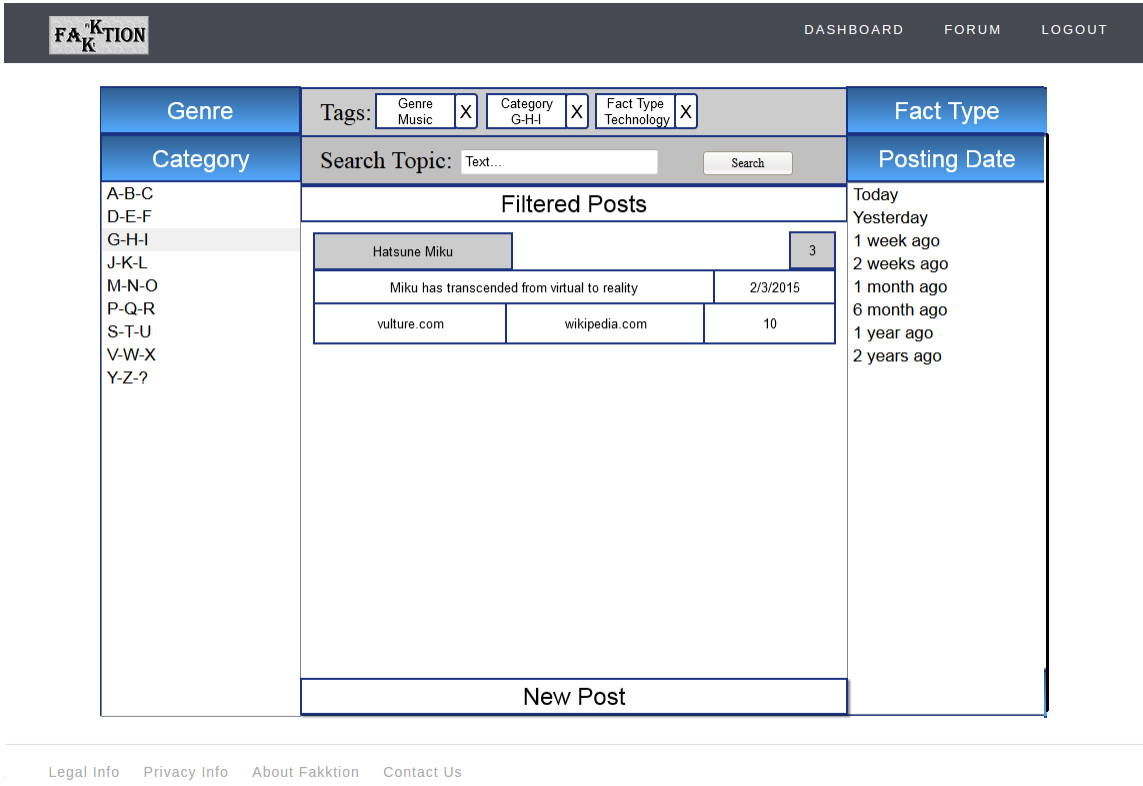 FAKKTION
DASHBOARD FORUM LOGOUT
Genre
Tags:
Genre
Music
X
Category
G-H-I
X
Fact Type
Technology
X
Fact Type
Category
Search Topic: Text... Search
Posting Date
A-B-C
D-E-F
G-H-I
J-K-L
M-N-O
P-Q-R
S-T-U
V-W-X
Y-Z-?
Filtered Posts
Hatsune Miku 3
Miku has transcended from virtual to reality 2/3/2015
vulture.com wikipedia.com 10
New Post
Today
Yesterday
1 week ago
2 weeks ago
1 month ago
6 month ago
1 year ago
2 years ago
Legal Info Privacy Info About Fakktion Contact Us